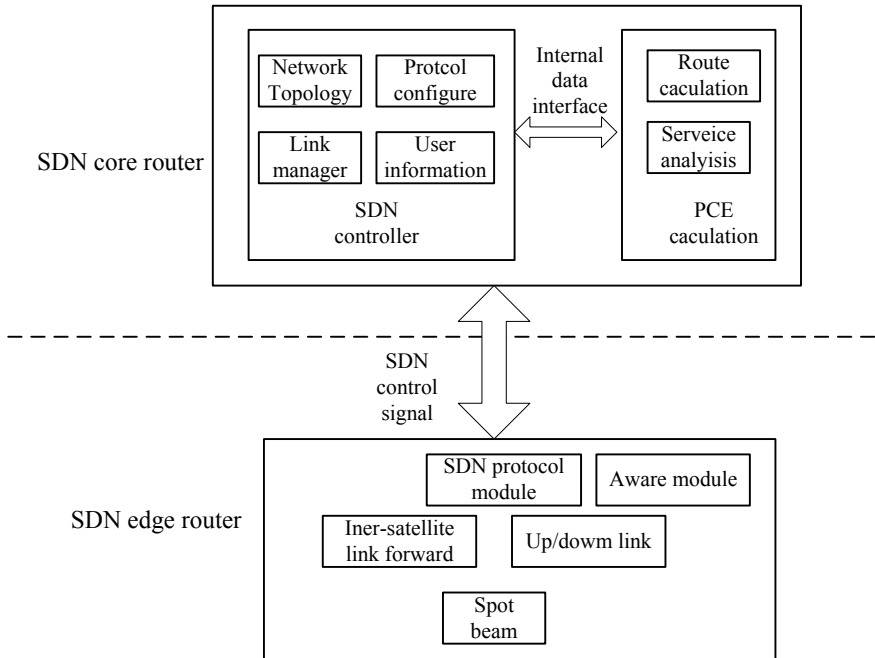 Network
Topology
Protcol
configure
Link
manager
User
information
SDN
controller
Internal
data
interface
Route
caculation
Serveice
analyisis
PCE
caculation
SDN core router
SDN
control
signal
SDN edge router
SDN protocol
module
Aware module
Iner-satellite
link forward
Up/dowm link
Spot
beam